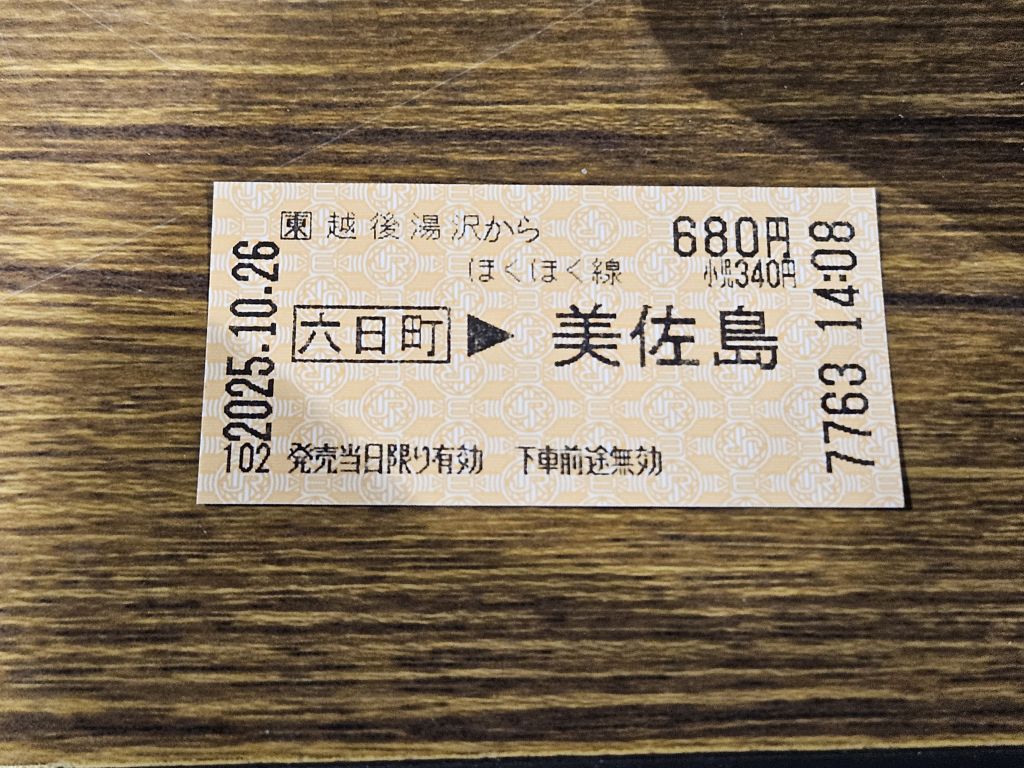 東 越後湯沢から
680円
ほくほく線
小児340円
六日町 ▶ 美佐島
発売当日限り有効 下車前途無効
102
2025.10.26
7763 14:08